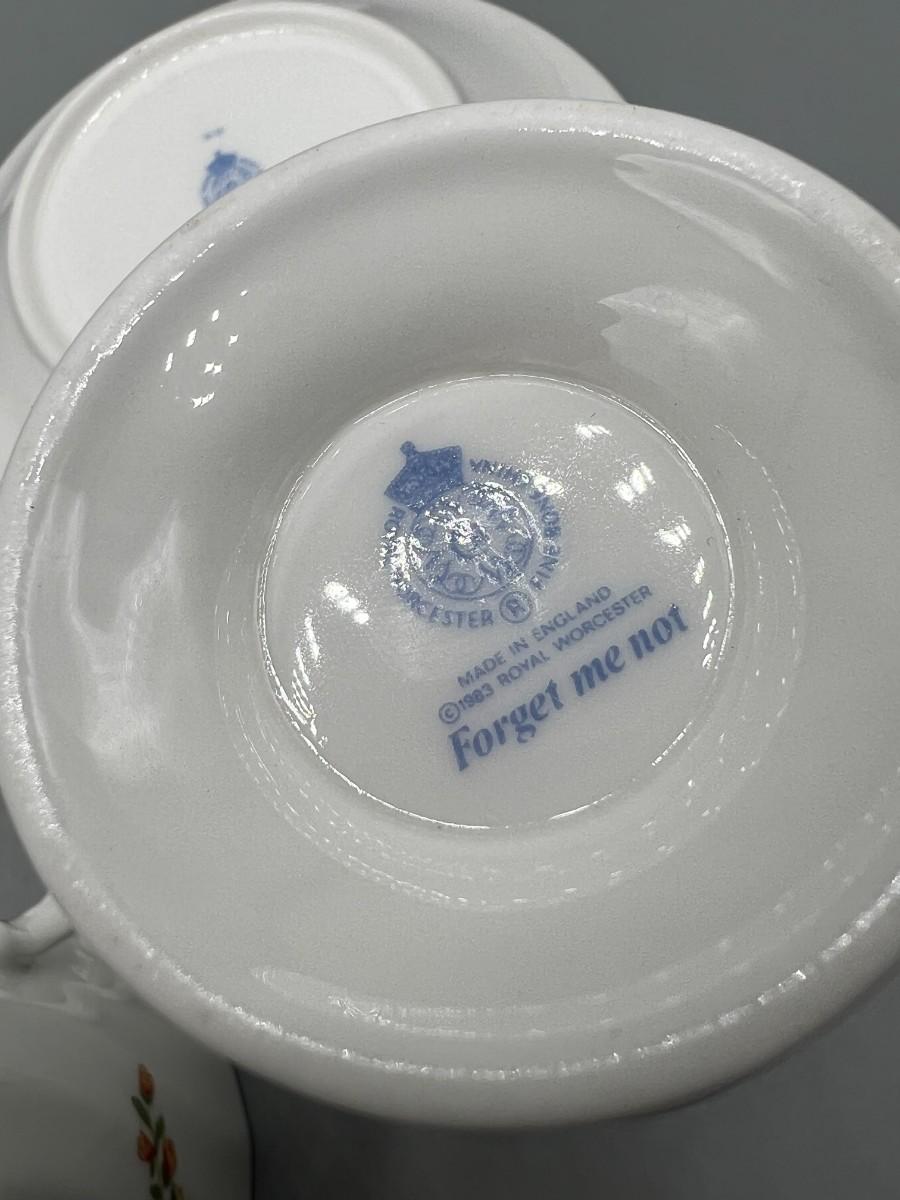 ROYAL WORCESTER ® FINE BONE CHINA
MADE IN ENGLAND
©1983 ROYAL WORCESTER
Forget me not